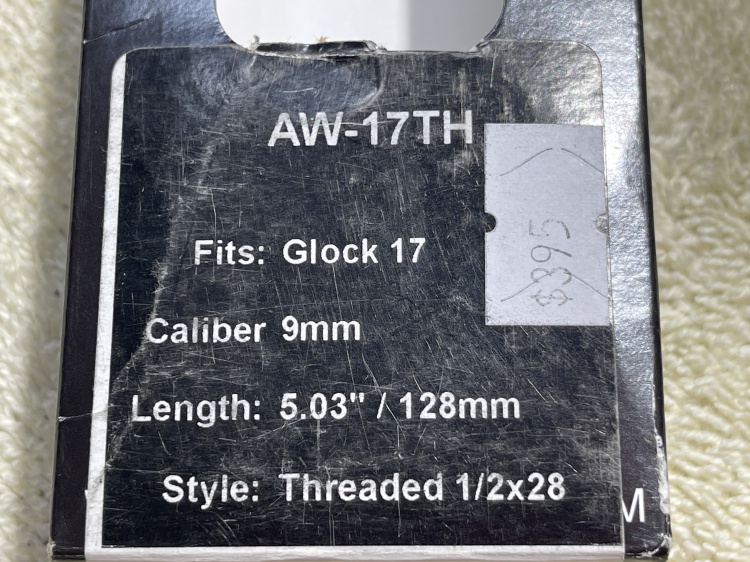 AW-17TH
$395
Fits: Glock 17
Caliber 9mm
Length: 5.03" / 128mm
Style: Threaded 1/2x28
M